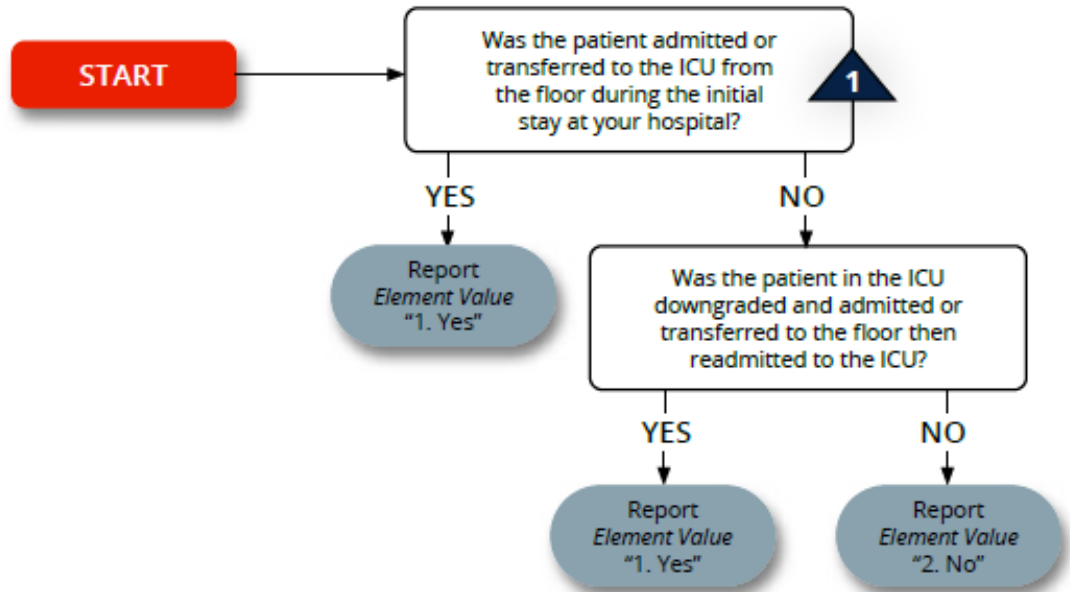 START
Was the patient admitted or
transferred to the ICU from
the floor during the initial
stay at your hospital?
1
YES
NO
Report
Element Value
“1. Yes”
Was the patient in the ICU
downgraded and admitted or
transferred to the floor then
readmitted to the ICU?
YES
NO
Report
Element Value
“1. Yes”
Report
Element Value
“2. No”